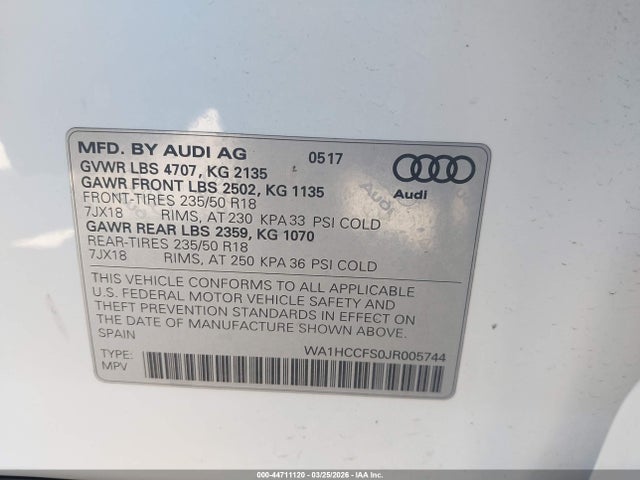 MFD. BY AUDI AG 0517
GVWR LBS 4707, KG 2135
GAWR FRONT LBS 2502, KG 1135
FRONT-TIRES 235/50 R18
7JX18 RIMS, AT 230 KPA 33 PSI COLD
GAWR REAR LBS 2359, KG 1070
REAR-TIRES 235/50 R18
7JX18 RIMS, AT 250 KPA 36 PSI COLD
Audi
THIS VEHICLE CONFORMS TO ALL APPLICABLE
U.S. FEDERAL MOTOR VEHICLE SAFETY AND
THEFT PREVENTION STANDARDS IN EFFECT ON
THE DATE OF MANUFACTURE SHOWN ABOVE.
SPAIN
WA1HCCFS0JR005744
TYPE:
MPV
000-44711120 - 03/25/2026 - IAA Inc.